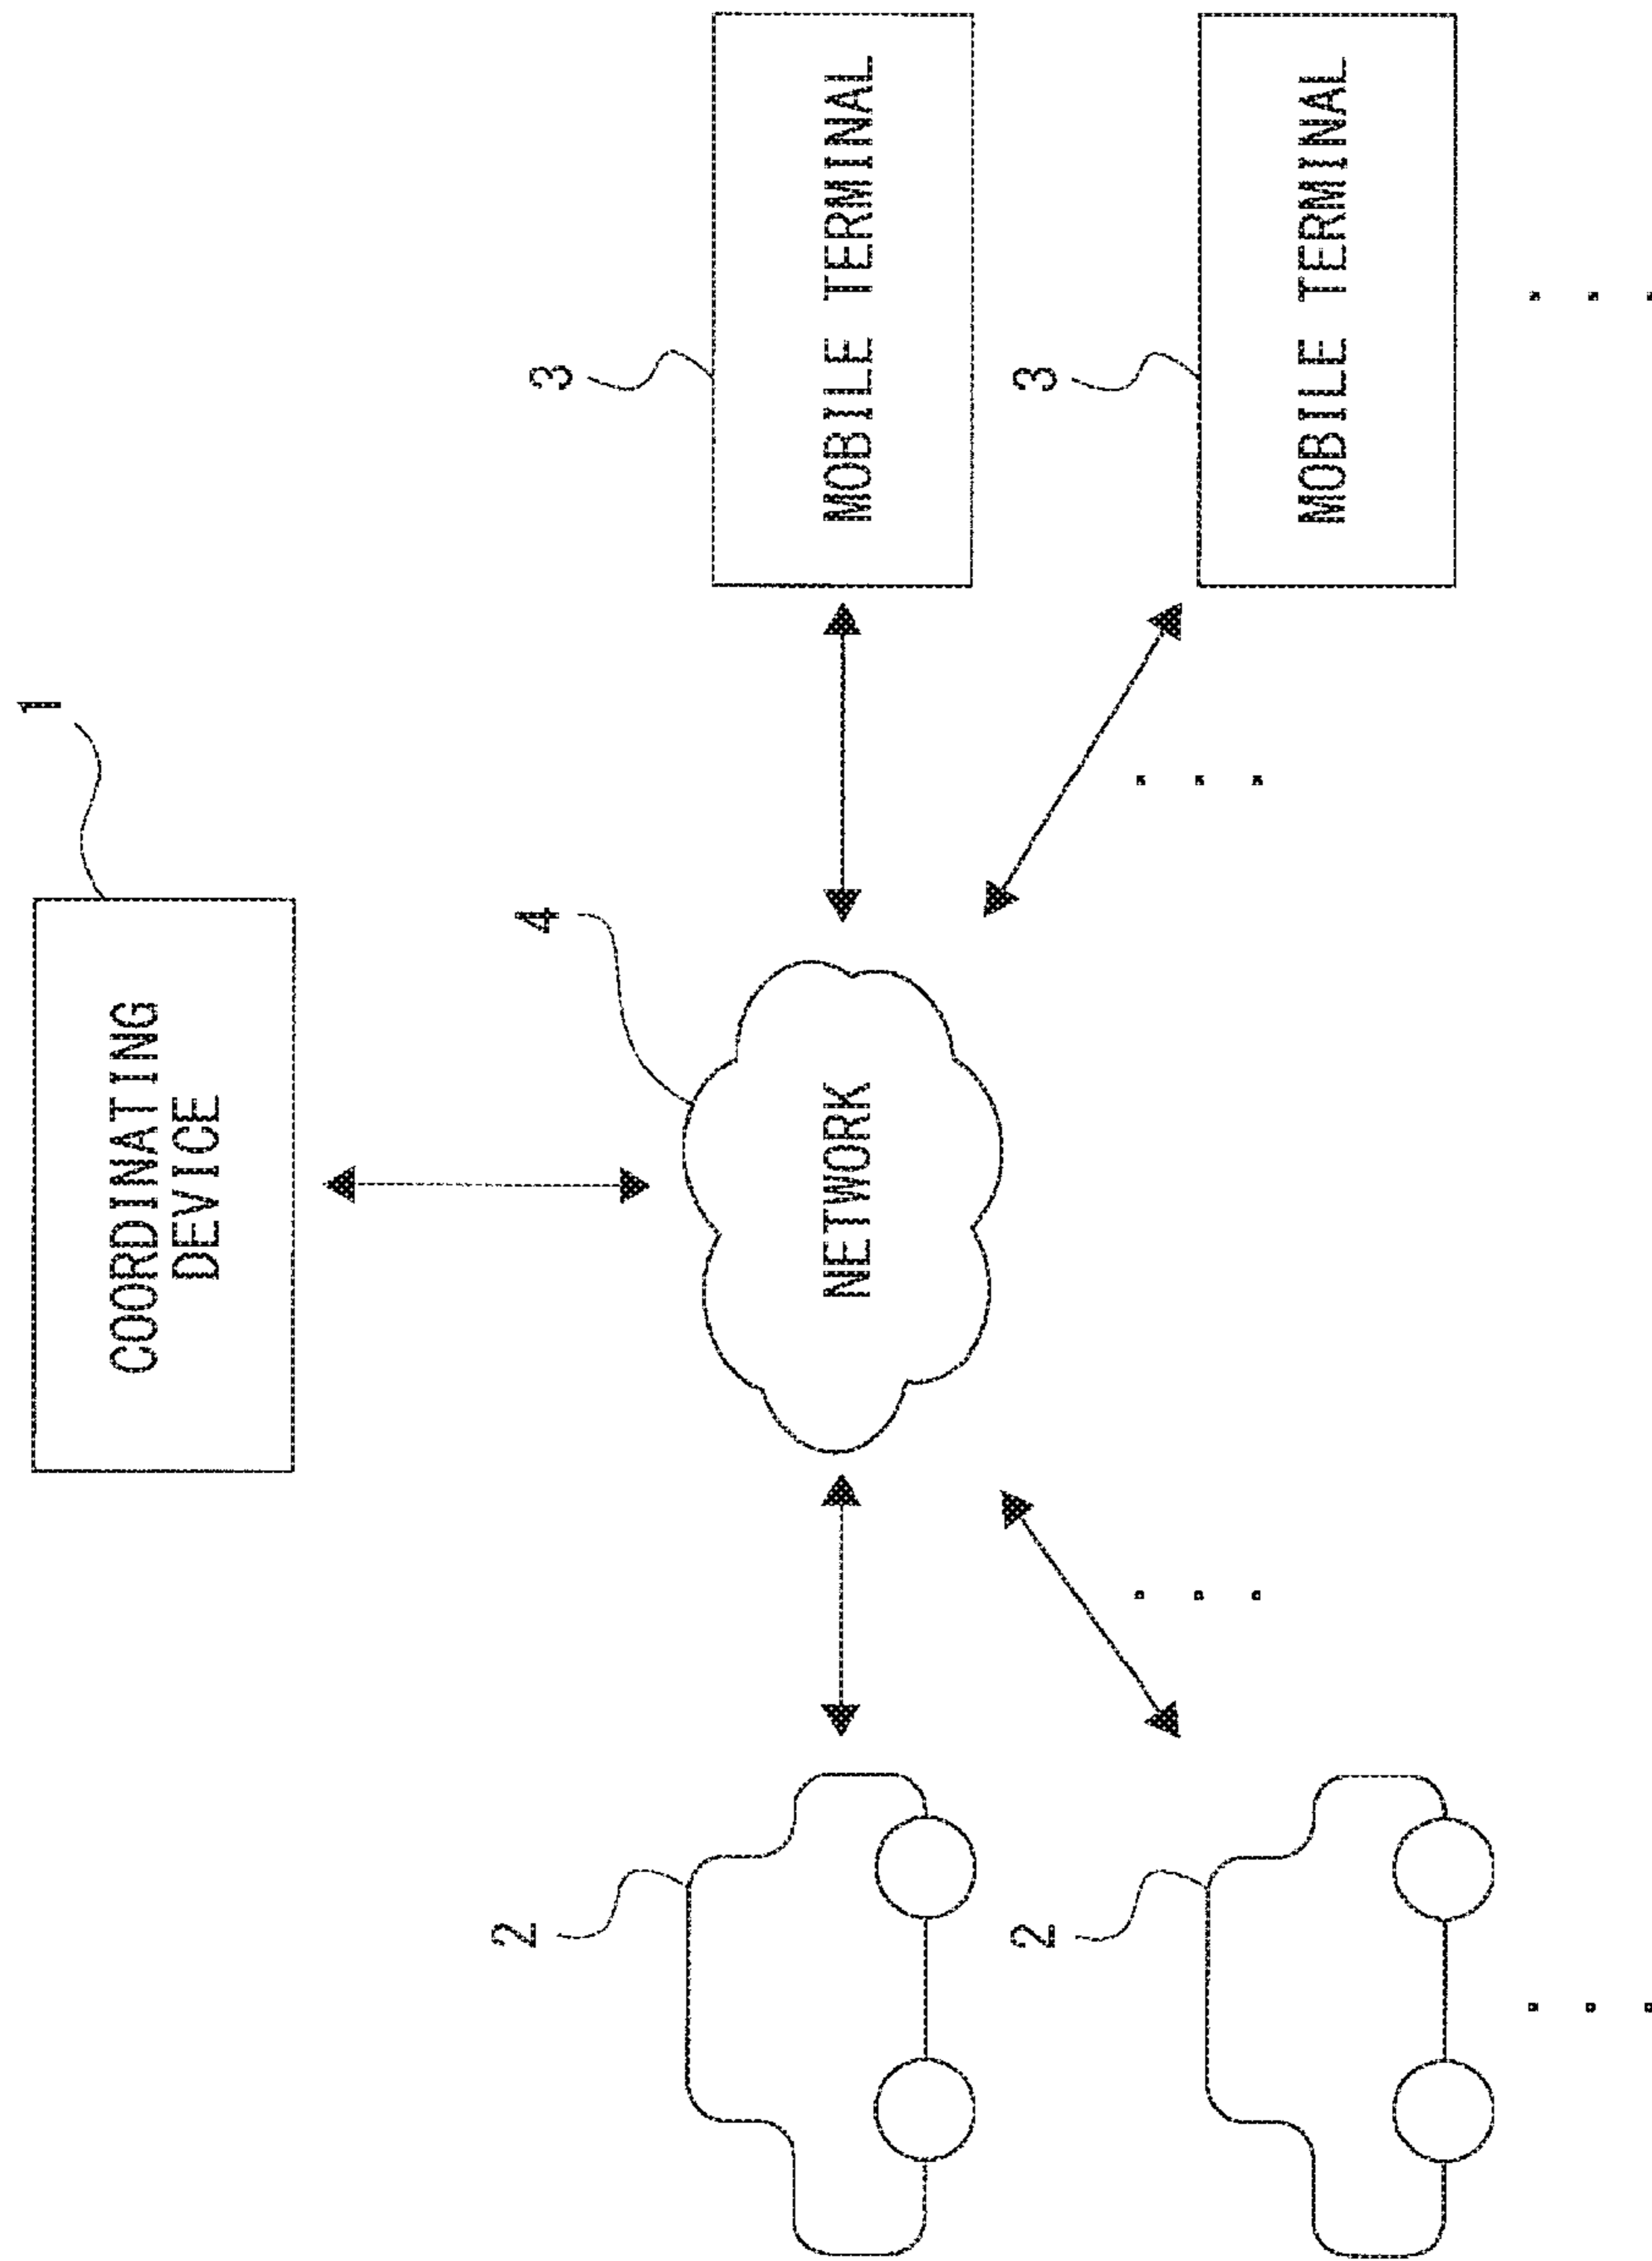 1
COORDINATING
DEVICE
4
NETWORK
2
2
3
MOBILE TERMINAL
3
MOBILE TERMINAL